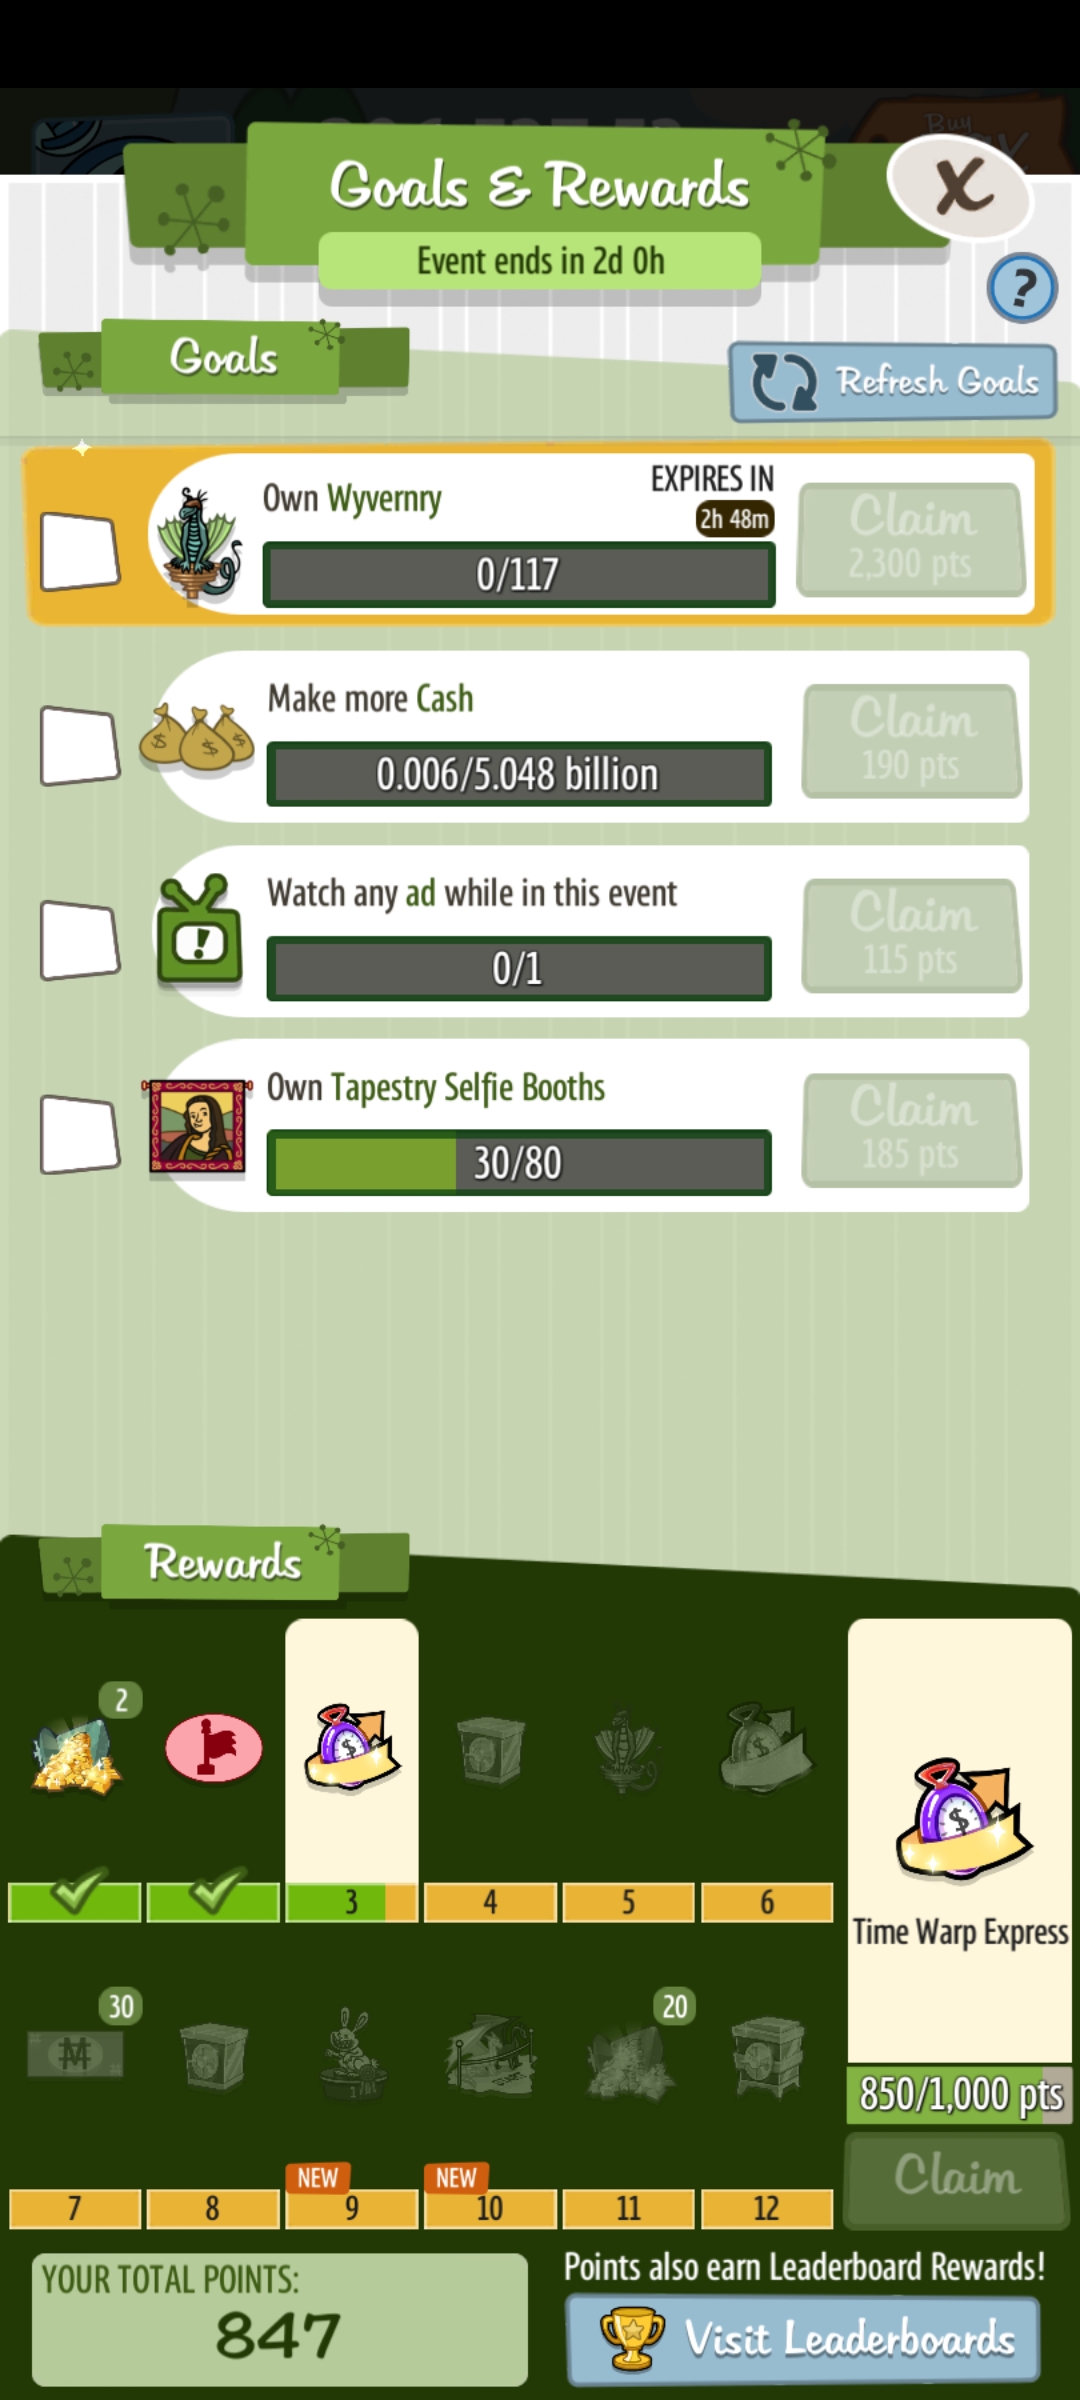 Buy
Goals & Rewards
X
Event ends in 2d 0h
?
Goals
Refresh Goals
Own Wyvernry
EXPIRES IN
2h 48m
0/117
Claim
2,300 pts
Make more Cash
0.006/5.048 billion
Claim
190 pts
Watch any ad while in this event
0/1
Claim
115 pts
Own Tapestry Selfie Booths
30/80
Claim
185 pts
Rewards
2
3
4
5
6
Time Warp Express
30
20
850/1,000 pts
NEW
NEW
7
8
9
10
11
12
Claim
YOUR TOTAL POINTS:
847
Points also earn Leaderboard Rewards!
Visit Leaderboards